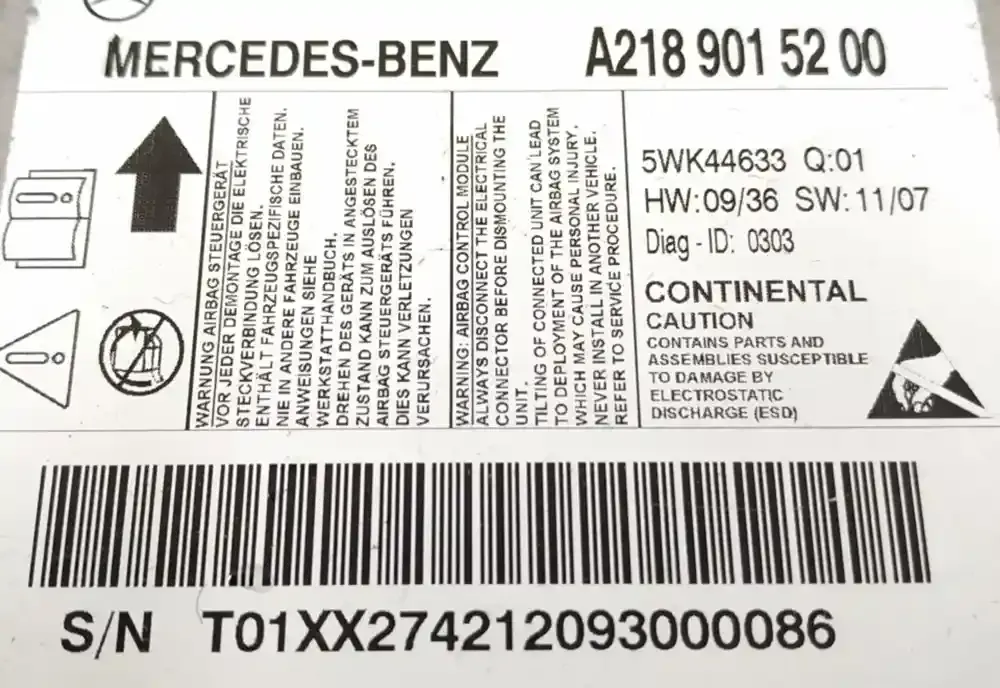 MERCEDES-BENZ A218 901 52 00
WARNUNG AIRBAG STEUERGERÄT
VOR JEDER DEMONTAGE DIE ELEKTRISCHE
STECKVERBINDUNG LÖSEN.
ENTHÄLT FAHRZEUGSPEZIFISCHE DATEN.
NIE IN ANDERE FAHRZEUGE EINBAUEN.
ANWEISUNGEN SIEHE
WERKSTATTHANDBUCH.
DREHEN DES GERÄTS IN ANGESTECKTEM
ZUSTAND KANN ZUM AUSLÖSEN DES
AIRBAG STEUERGERÄTS FÜHREN.
DIES KANN VERLETZUNGEN
VERURSACHEN.
WARNING: AIRBAG CONTROL MODULE
ALWAYS DISCONNECT THE ELECTRICAL
CONNECTOR BEFORE DISMOUNTING THE
UNIT.
TILTING OF CONNECTED UNIT CAN LEAD
TO DEPLOYMENT OF THE AIRBAG SYSTEM
WHICH MAY CAUSE PERSONAL INJURY.
NEVER INSTALL IN ANOTHER VEHICLE.
REFER TO SERVICE PROCEDURE.
5WK44633 Q:01
HW:09/36 SW:11/07
Diag - ID: 0303
CONTINENTAL
CAUTION
CONTAINS PARTS AND
ASSEMBLIES SUSCEPTIBLE
TO DAMAGE BY
ELECTROSTATIC
DISCHARGE (ESD)
S/N T01XX274212093000086